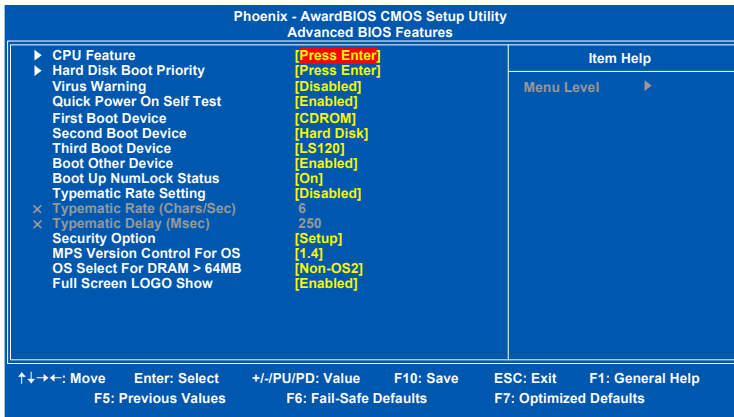 Phoenix - AwardBIOS CMOS Setup Utility
Advanced BIOS Features
CPU Feature [Press Enter]
Hard Disk Boot Priority [Press Enter]
Virus Warning [Disabled]
Quick Power On Self Test [Enabled]
First Boot Device [CDROM]
Second Boot Device [Hard Disk]
Third Boot Device [LS120]
Boot Other Device [Enabled]
Boot Up NumLock Status [On]
Typematic Rate Setting [Disabled]
× Typematic Rate (Chars/Sec) 6
× Typematic Delay (Msec) 250
Security Option [Setup]
MPS Version Control For OS [1.4]
OS Select For DRAM > 64MB [Non-OS2]
Full Screen LOGO Show [Enabled]
Item Help
Menu Level
↑↓→←: Move Enter: Select +/-/PU/PD: Value F10: Save ESC: Exit F1: General Help
F5: Previous Values F6: Fail-Safe Defaults F7: Optimized Defaults